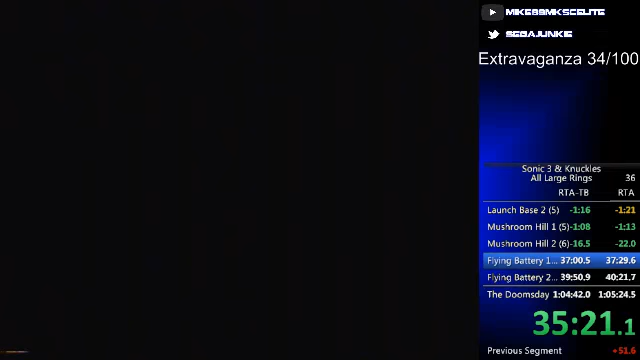 MIKE89MKSCELITE
SEGAJUNKIE
Extravaganza 34/100
Sonic 3 & Knuckles
All Large Rings 36
RTA-TB RTA
Launch Base 2 (5) -1:16 -1:21
Mushroom Hill 1 (5) -1:08 -1:13
Mushroom Hill 2 (6) -16.5 -22.0
Flying Battery 1... 37:00.5 37:29.6
Flying Battery 2... 39:50.9 40:21.7
The Doomsday 1:04:42.0 1:05:24.5
35:21.1
Previous Segment +51.6